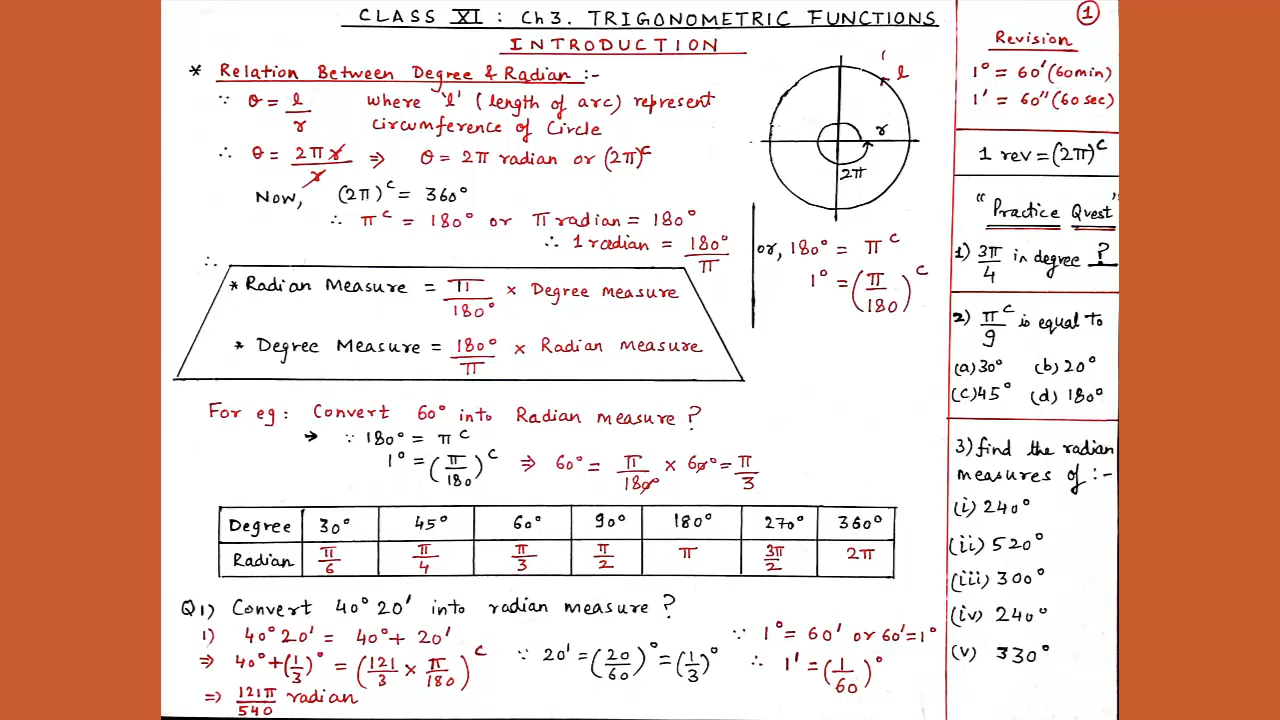 CLASS XI : Ch 3. TRIGONOMETRIC FUNCTIONS
INTRODUCTION
* Relation Between Degree & Radian :-
∵ θ = l/r where 'l' (length of arc) represent
circumference of Circle
∴ θ = 2πr/r ⇒ θ = 2π radian or (2π)ᶜ
Now, (2π)ᶜ = 360°
∴ πᶜ = 180° or π radian = 180°
∴ 1 radian = 180°/π
or, 180° = πᶜ
1° = (π/180)ᶜ
l
r
2π
∴
* Radian Measure = π/180° × Degree measure
* Degree Measure = 180°/π × Radian measure
For eg: Convert 60° into Radian measure?
→ ∵ 180° = πᶜ
1° = (π/180)ᶜ ⇒ 60° = π/180° × 60° = π/3
Degree 30° 45° 60° 90° 180° 270° 360°
Radian π/6 π/4 π/3 π/2 π 3π/2 2π
Q1) Convert 40° 20' into radian measure?
1) 40° 20' = 40° + 20' ∵ 1° = 60' or 60' = 1°
⇒ 40° + (1/3)° = (121/3 × π/180)ᶜ ∵ 20' = (20/60)° = (1/3)° ∴ 1' = (1/60)°
⇒ 121π/540 radian
1
Revision
1° = 60' (60 min)
1' = 60" (60 sec)
1 rev = (2π)ᶜ
"Practice Quest"
1) 3π/4 in degree ?
2) πᶜ/9 is equal to
(a) 30° (b) 20°
(c) 45° (d) 180°
3) find the radian
measures of :-
(i) 240°
(ii) 520°
(iii) 300°
(iv) 240°
(v) 330°